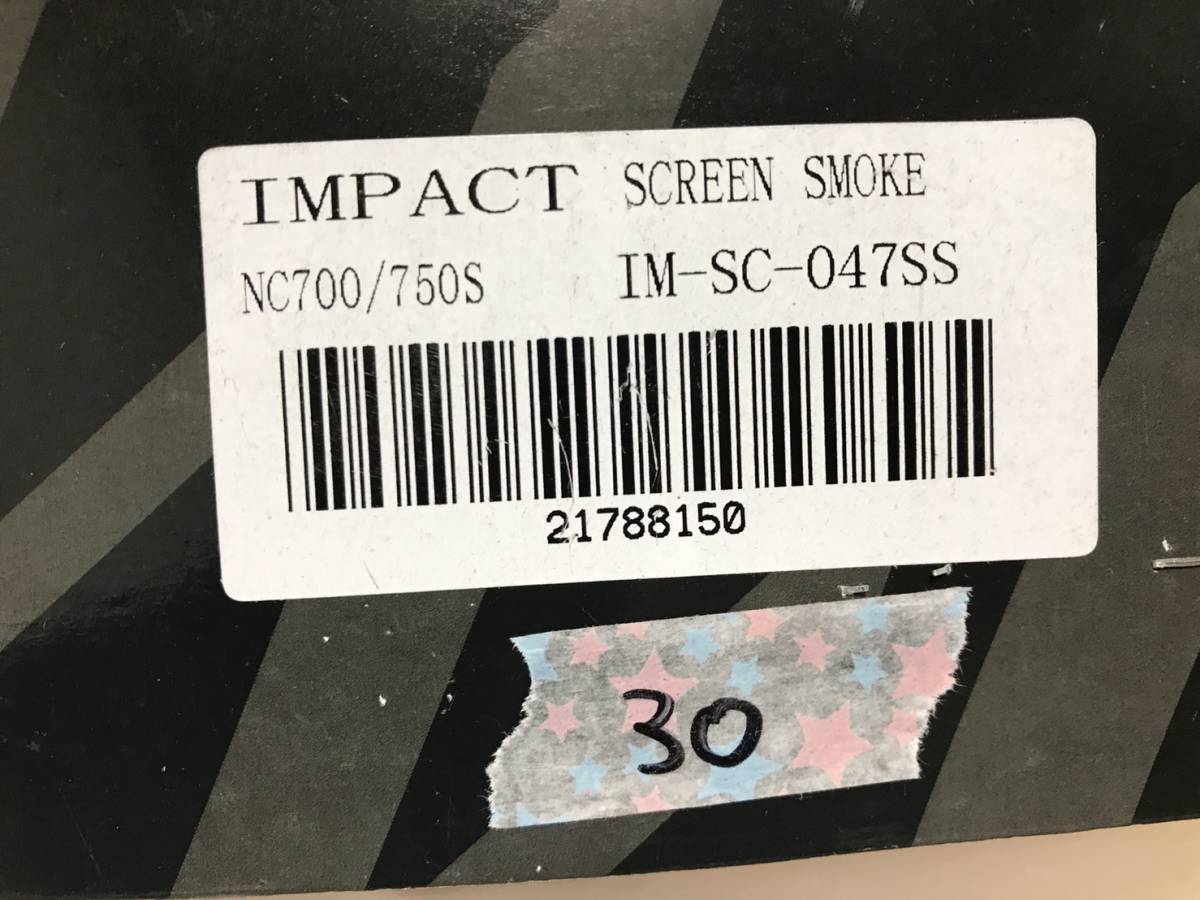 IMPACT SCREEN SMOKE
NC700/750S IM-SC-047SS
21788150
30